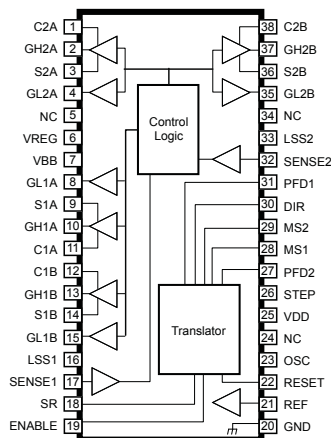 C2A 1
GH2A 2
S2A 3
GL2A 4
NC 5
VREG 6
VBB 7
GL1A 8
S1A 9
GH1A 10
C1A 11
C1B 12
GH1B 13
S1B 14
GL1B 15
LSS1 16
SENSE1 17
SR 18
ENABLE 19
Control
Logic
Translator
38 C2B
37 GH2B
36 S2B
35 GL2B
34 NC
33 LSS2
32 SENSE2
31 PFD1
30 DIR
29 MS2
28 MS1
27 PFD2
26 STEP
25 VDD
24 NC
23 OSC
22 RESET
21 REF
20 GND